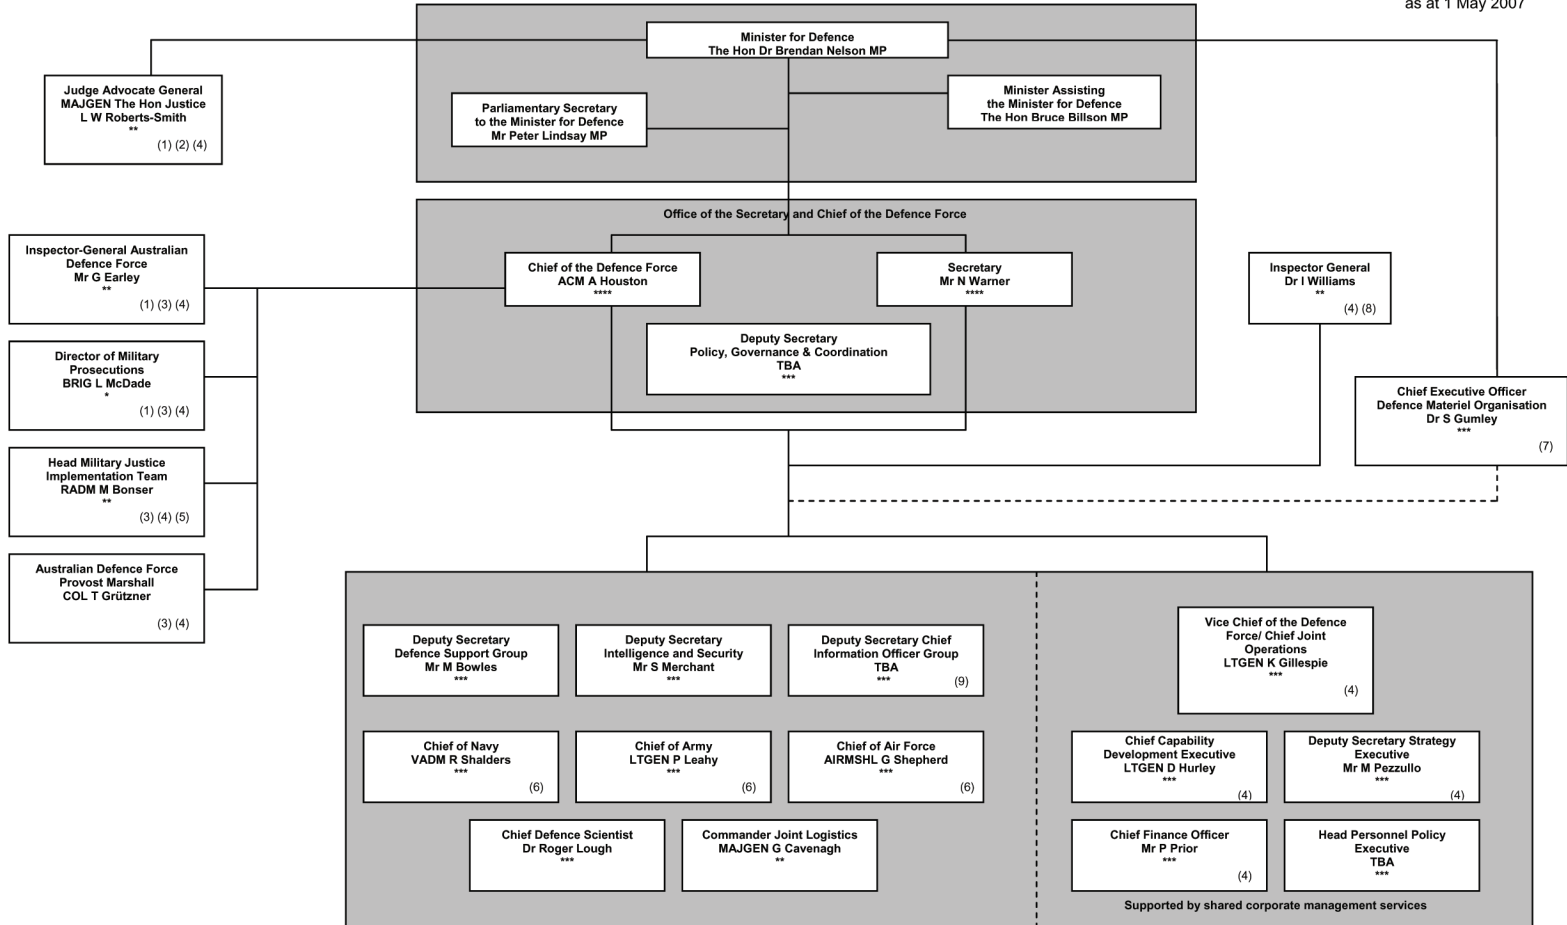 as at 1 May 2007
Minister for Defence
The Hon Dr Brendan Nelson MP
Judge Advocate General
MAJGEN The Hon Justice
L W Roberts-Smith
**
(1) (2) (4)
Parliamentary Secretary
to the Minister for Defence
Mr Peter Lindsay MP
Minister Assisting
the Minister for Defence
The Hon Bruce Billson MP
Office of the Secretary and Chief of the Defence Force
Inspector-General Australian
Defence Force
Mr G Earley
**
(1) (3) (4)
Chief of the Defence Force
ACM A Houston
****
Secretary
Mr N Warner
****
Inspector General
Dr I Williams
**
(4) (8)
Deputy Secretary
Policy, Governance & Coordination
TBA
***
Director of Military
Prosecutions
BRIG L McDade
*
(1) (3) (4)
Chief Executive Officer
Defence Materiel Organisation
Dr S Gumley
***
(7)
Head Military Justice
Implementation Team
RADM M Bonser
**
(3) (4) (5)
Australian Defence Force
Provost Marshall
COL T Grützner
(3) (4)
Deputy Secretary
Defence Support Group
Mr M Bowles
***
Deputy Secretary
Intelligence and Security
Mr S Merchant
***
Deputy Secretary Chief
Information Officer Group
TBA
***
(9)
Vice Chief of the Defence
Force/ Chief Joint
Operations
LTGEN K Gillespie
***
(4)
Chief of Navy
VADM R Shalders
***
(6)
Chief of Army
LTGEN P Leahy
***
(6)
Chief of Air Force
AIRMSHL G Shepherd
***
(6)
Chief Capability
Development Executive
LTGEN D Hurley
***
(4)
Deputy Secretary Strategy
Executive
Mr M Pezzullo
***
(4)
Chief Defence Scientist
Dr Roger Lough
***
Commander Joint Logistics
MAJGEN G Cavenagh
**
Chief Finance Officer
Mr P Prior
***
(4)
Head Personnel Policy
Executive
TBA
***
Supported by shared corporate management services